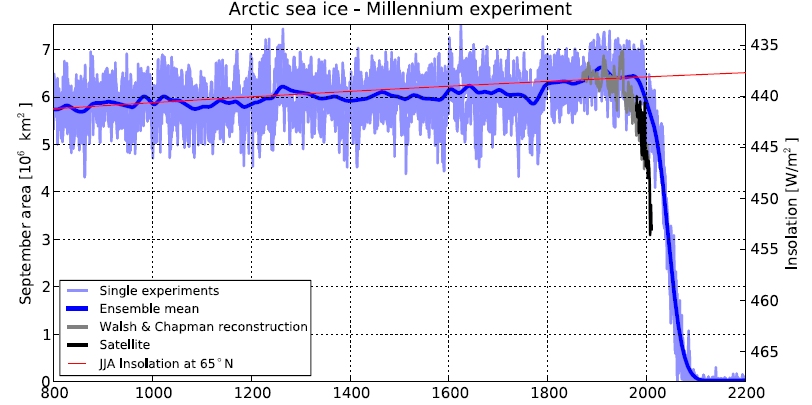 Arctic sea ice - Millennium experiment
September area [10⁶ km²]
7
6
5
4
3
2
1
0
435
440
445
450
455
460
465
Insolation [W/m²]
Single experiments
Ensemble mean
Walsh & Chapman reconstruction
Satellite
JJA Insolation at 65°N
800 1000 1200 1400 1600 1800 2000 2200